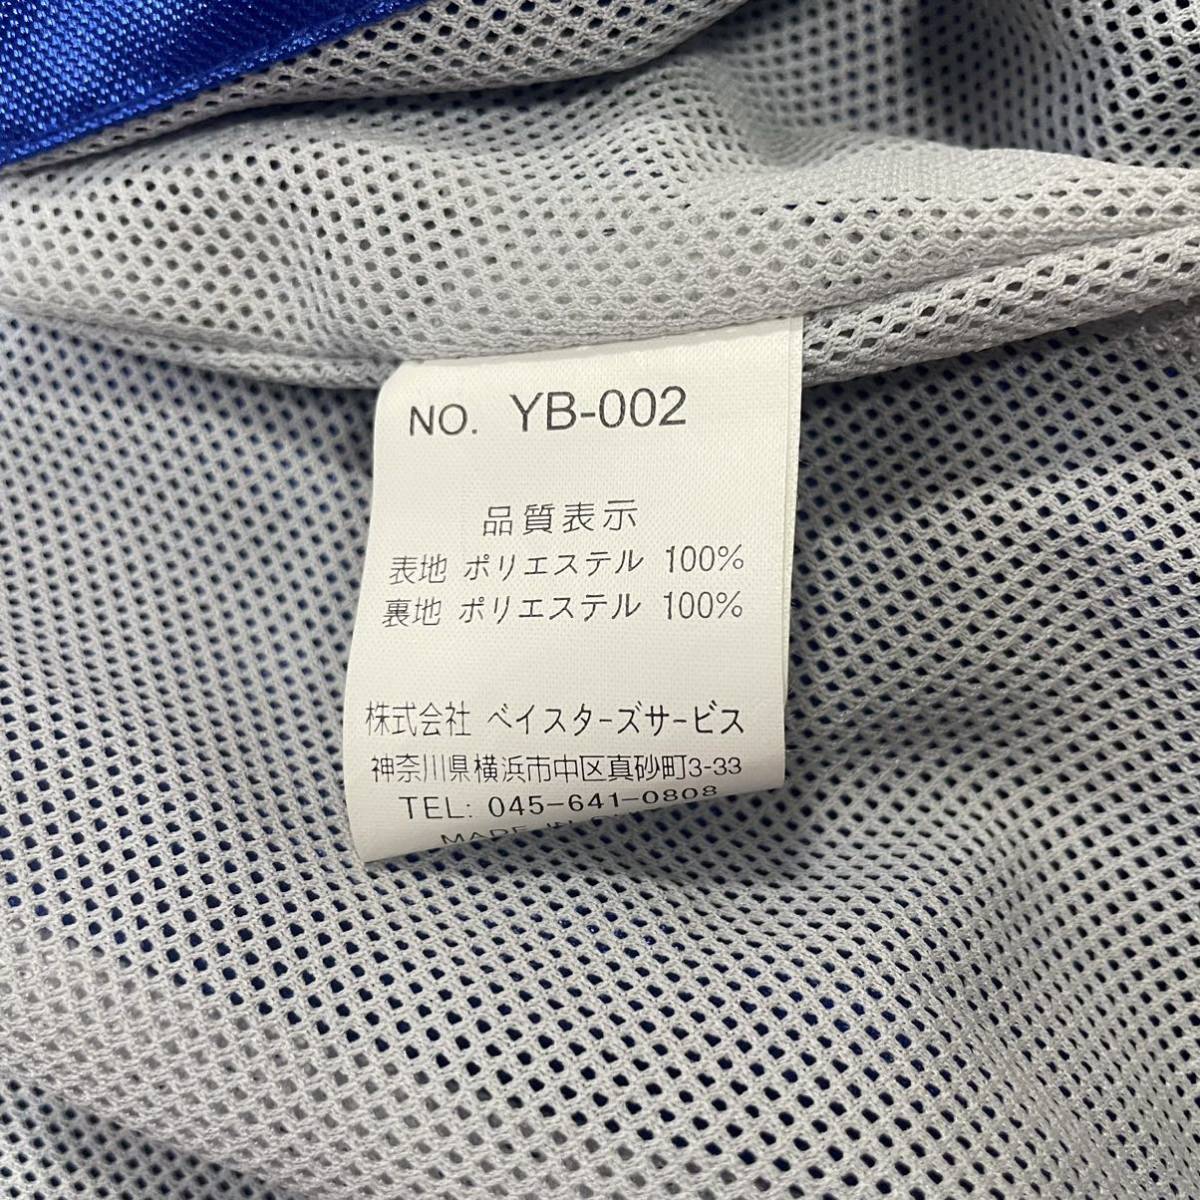 NO. YB-002
品質表示
表地 ポリエステル 100%
裏地 ポリエステル 100%
株式会社 ベイスターズサービス
神奈川県横浜市中区真砂町3-33
TEL: 045-641-0808
MADE IN